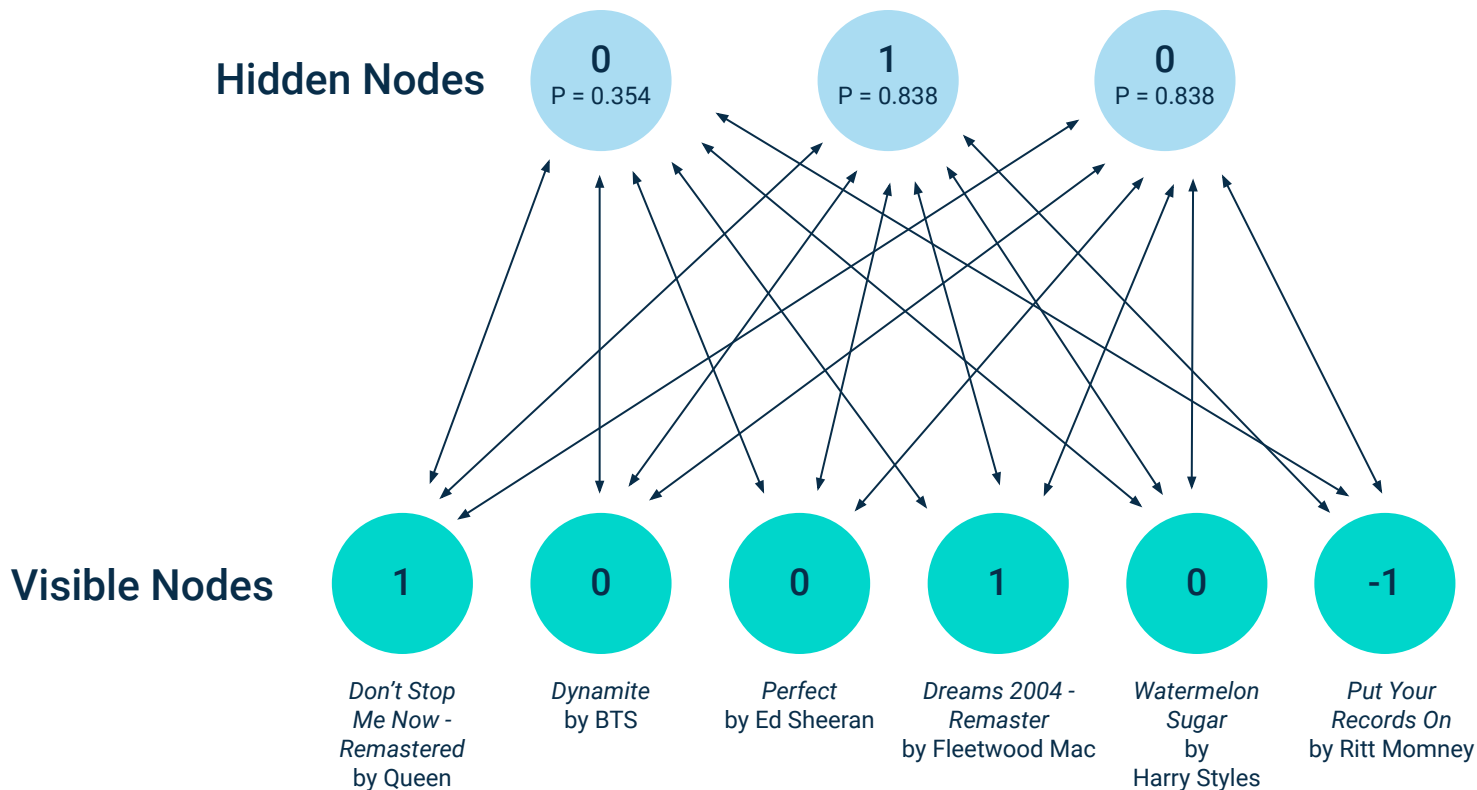 Hidden Nodes
0
P = 0.354
1
P = 0.838
0
P = 0.838
Visible Nodes
1
0
0
1
0
-1
Don’t Stop
Me Now -
Remastered
by Queen
Dynamite
by BTS
Perfect
by Ed Sheeran
Dreams 2004 -
Remaster
by Fleetwood Mac
Watermelon
Sugar
by
Harry Styles
Put Your
Records On
by Ritt Momney